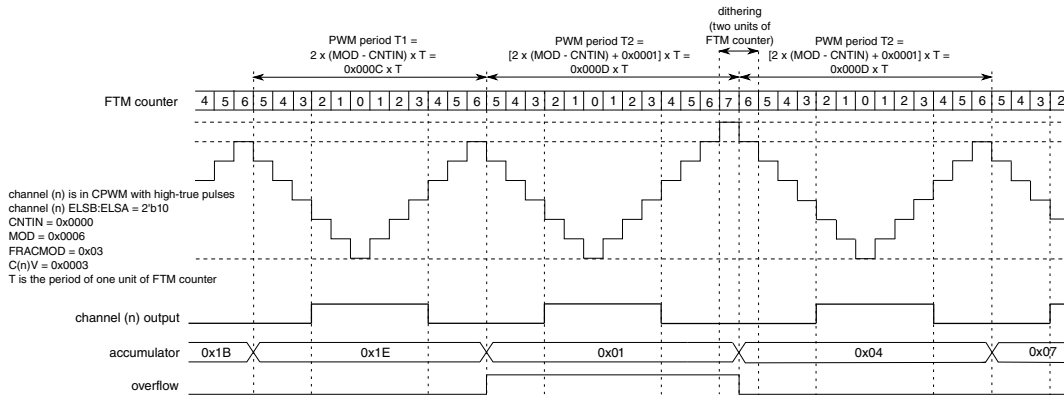 dithering
(two units of
FTM counter)
PWM period T1 =
2 x (MOD - CNTIN) x T =
0x000C x T
PWM period T2 =
[2 x (MOD - CNTIN) + 0x0001] x T =
0x000D x T
PWM period T2 =
[2 x (MOD - CNTIN) + 0x0001] x T =
0x000D x T
FTM counter 4 5 6 5 4 3 2 1 0 1 2 3 4 5 6 5 4 3 2 1 0 1 2 3 4 5 6 7 6 5 4 3 2 1 0 1 2 3 4 5 6 5 4 3 2
channel (n) is in CPWM with high-true pulses
channel (n) ELSB:ELSA = 2'b10
CNTIN = 0x0000
MOD = 0x0006
FRACMOD = 0x03
C(n)V = 0x0003
T is the period of one unit of FTM counter
channel (n) output
accumulator 0x1B 0x1E 0x01 0x04 0x07
overflow